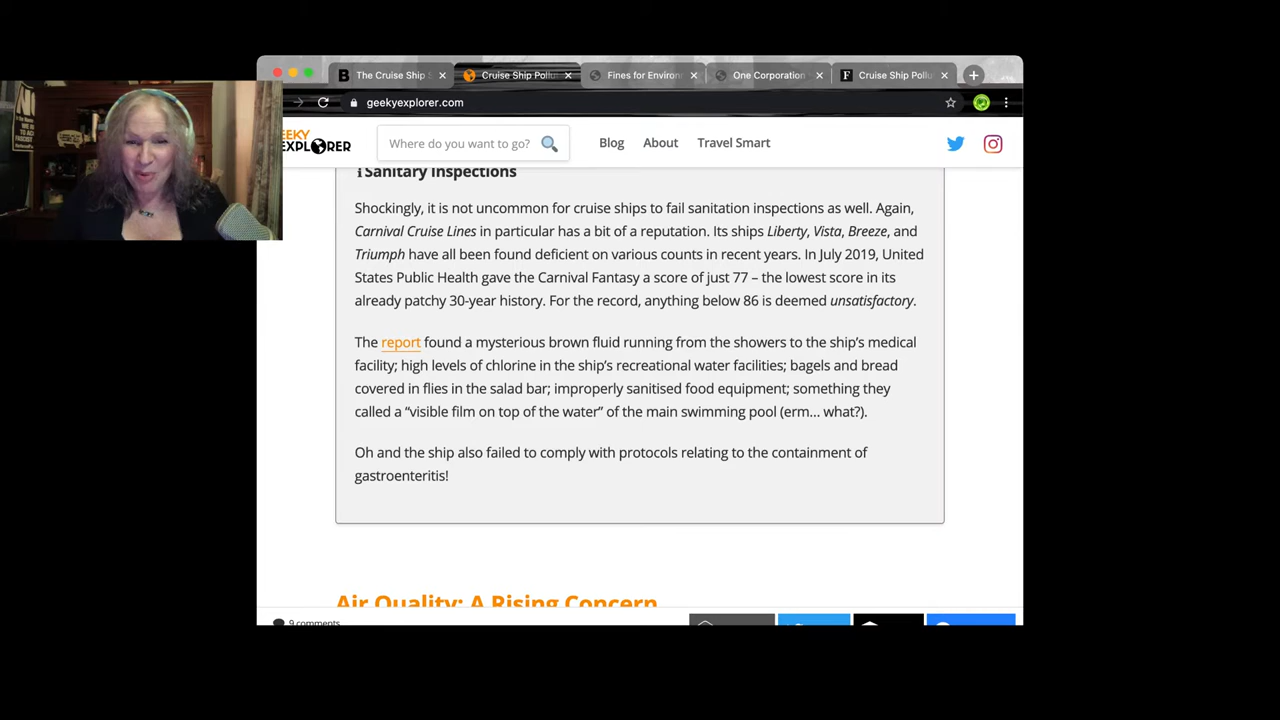 The Cruise Ship
Cruise Ship Pollu
Fines for Environ
One Corporation
Cruise Ship Pollu
geekyexplorer.com
EEKY
EXPLORER
Where do you want to go?
Blog
About
Travel Smart
Sanitary Inspections
Shockingly, it is not uncommon for cruise ships to fail sanitation inspections as well. Again,
Carnival Cruise Lines in particular has a bit of a reputation. Its ships Liberty, Vista, Breeze, and
Triumph have all been found deficient on various counts in recent years. In July 2019, United
States Public Health gave the Carnival Fantasy a score of just 77 – the lowest score in its
already patchy 30-year history. For the record, anything below 86 is deemed unsatisfactory.
The report found a mysterious brown fluid running from the showers to the ship's medical
facility; high levels of chlorine in the ship's recreational water facilities; bagels and bread
covered in flies in the salad bar; improperly sanitised food equipment; something they
called a “visible film on top of the water” of the main swimming pool (erm... what?).
Oh and the ship also failed to comply with protocols relating to the containment of
gastroenteritis!
Air Quality: A Rising Concern
9 comments